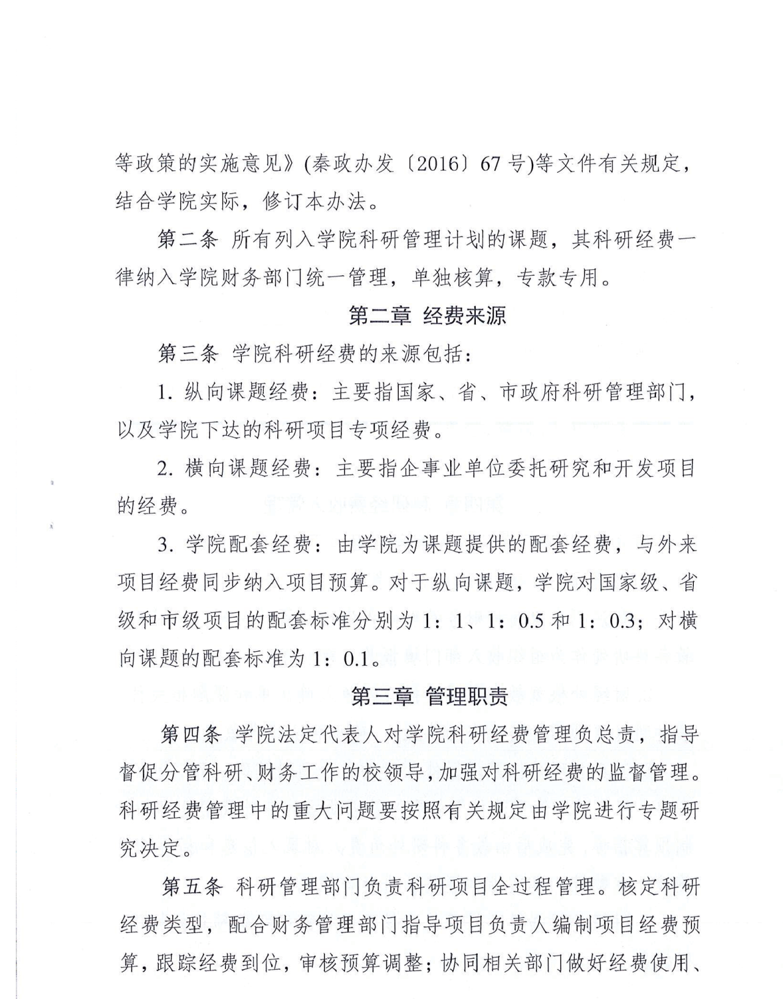 等政策的实施意见》(秦政办发〔2016〕67 号)等文件有关规定，
结合学院实际，修订本办法。
第二条 所有列入学院科研管理计划的课题，其科研经费一
律纳入学院财务部门统一管理，单独核算，专款专用。
第二章 经费来源
第三条 学院科研经费的来源包括：
1. 纵向课题经费：主要指国家、省、市政府科研管理部门，
以及学院下达的科研项目专项经费。
2. 横向课题经费：主要指企事业单位委托研究和开发项目
的经费。
3. 学院配套经费：由学院为课题提供的配套经费，与外来
项目经费同步纳入项目预算。对于纵向课题，学院对国家级、省
级和市级项目的配套标准分别为 1：1、1：0.5 和 1：0.3；对横
向课题的配套标准为 1：0.1。
第三章 管理职责
第四条 学院法定代表人对学院科研经费管理负总责，指导
督促分管科研、财务工作的校领导，加强对科研经费的监督管理。
科研经费管理中的重大问题要按照有关规定由学院进行专题研
究决定。
第五条 科研管理部门负责科研项目全过程管理。核定科研
经费类型，配合财务管理部门指导项目负责人编制项目经费预
算，跟踪经费到位，审核预算调整；协同相关部门做好经费使用、